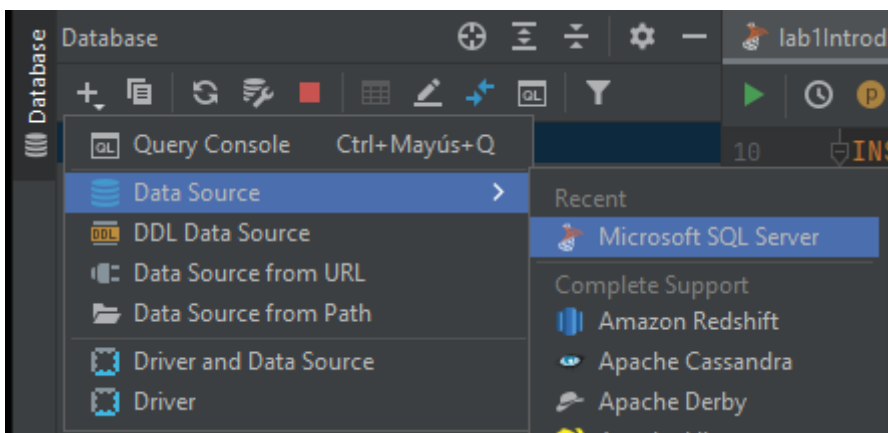 Database
Database
lab1Introd
QL
Query Console Ctrl+Mayús+Q
10 INS
Data Source
Recent
DDL DDL Data Source
Microsoft SQL Server
Data Source from URL
Complete Support
Data Source from Path
Amazon Redshift
Driver and Data Source
Apache Cassandra
Driver
Apache Derby